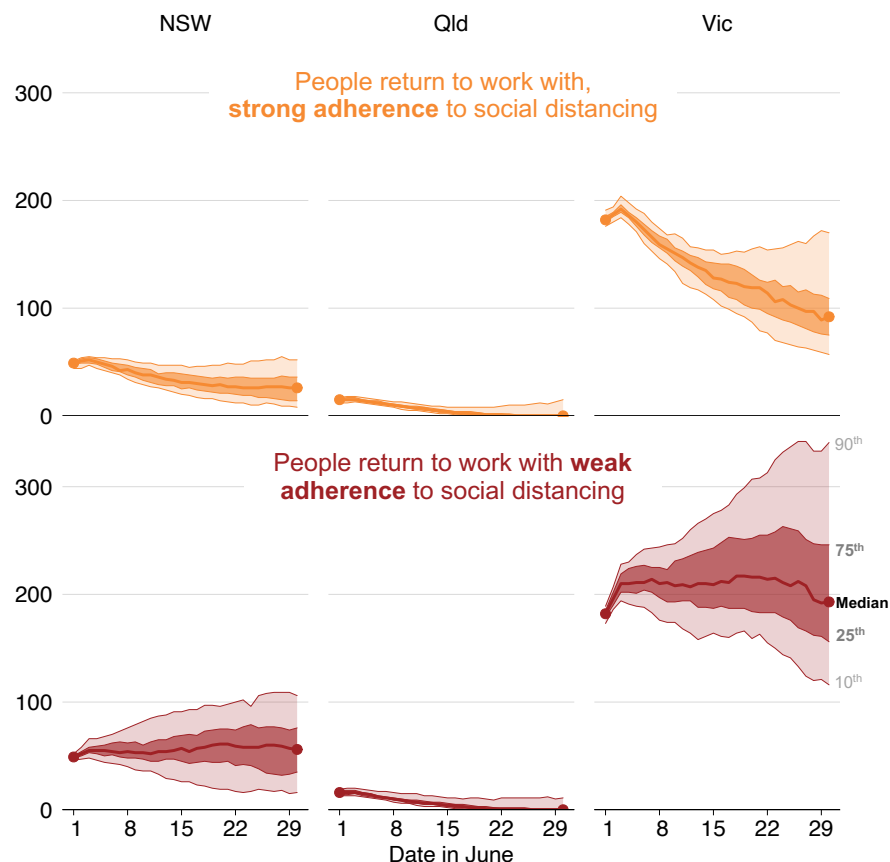 NSW
Qld
Vic
300
People return to work with,
strong adherence to social distancing
200
100
0
People return to work with weak
adherence to social distancing
90th
300
75th
200
Median
25th
10th
100
0
1 8 15 22 29
1 8 15 22 29
1 8 15 22 29
Date in June